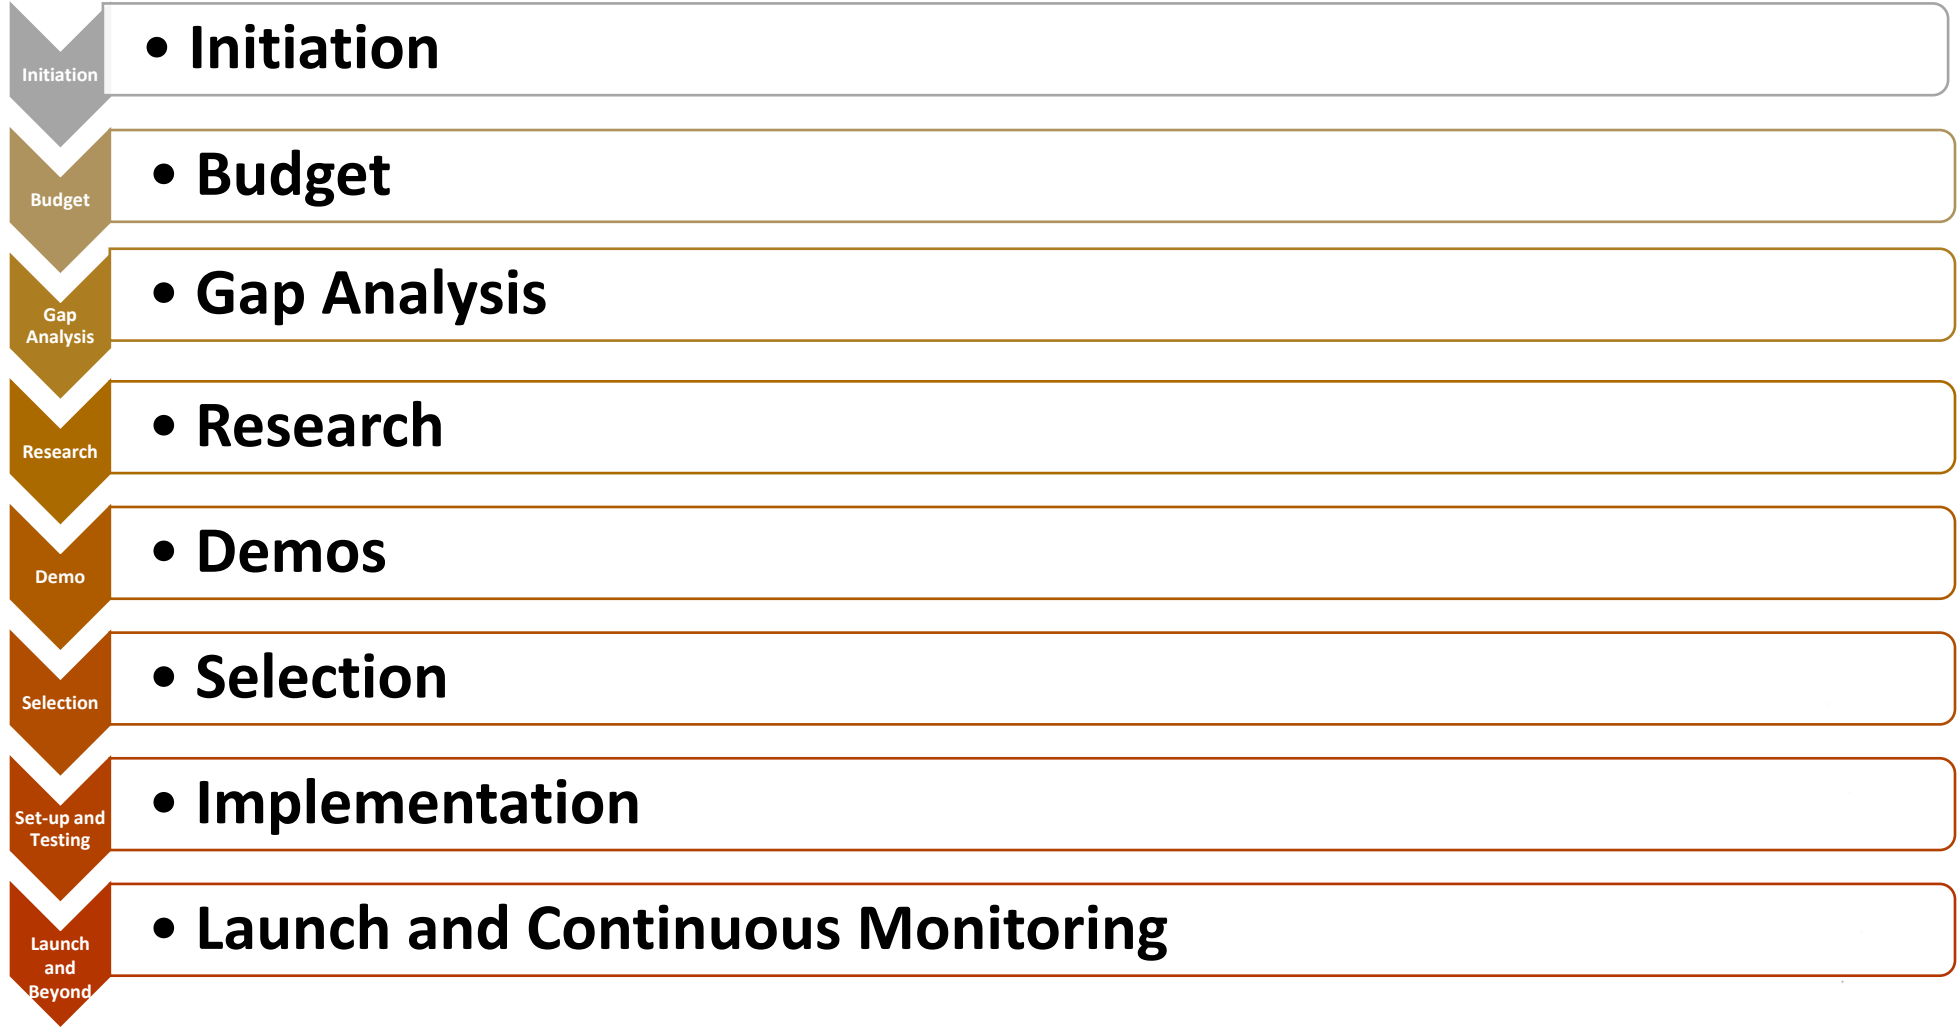 Initiation
• Initiation
Budget
• Budget
Gap
Analysis
• Gap Analysis
Research
• Research
Demo
• Demos
Selection
• Selection
Set-up and
Testing
• Implementation
Launch
and
Beyond
• Launch and Continuous Monitoring